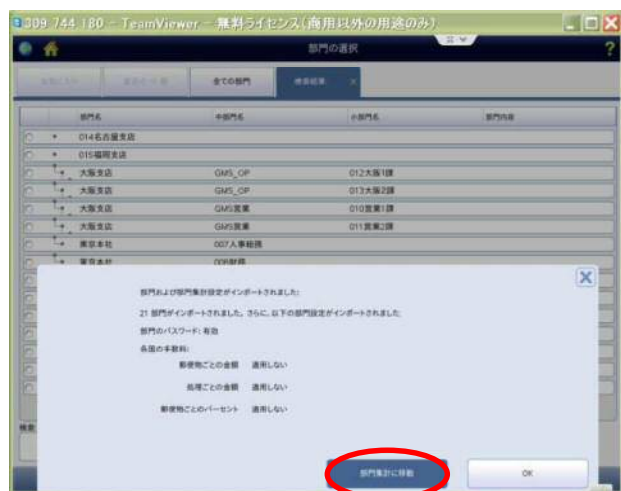 309 744 180 - TeamViewer - 無料ライセンス(商用以外の用途のみ)
部門の選択
?
全ての部門
検索結果 ×
部門名 中部門名 小部門名 部門内容
014名古屋支店
015福岡支店
大阪支店 GMS_OP 012大阪1課
大阪支店 GMS_OP 013大阪2課
大阪支店 GMS営業 010営業1課
大阪支店 GMS営業 011営業2課
東京本社 007人事総務
東京本社
X
部門および部門集計設定がインポートされました:
21 部門がインポートされました。さらに、以下の部門設定がインポートされました:
部門のパスワード: 有効
各国の手数料:
郵便物ごとの金額 適用しない
処理ごとの金額 適用しない
郵便物ごとのパーセント 適用しない
検索
部門集計に移動
OK